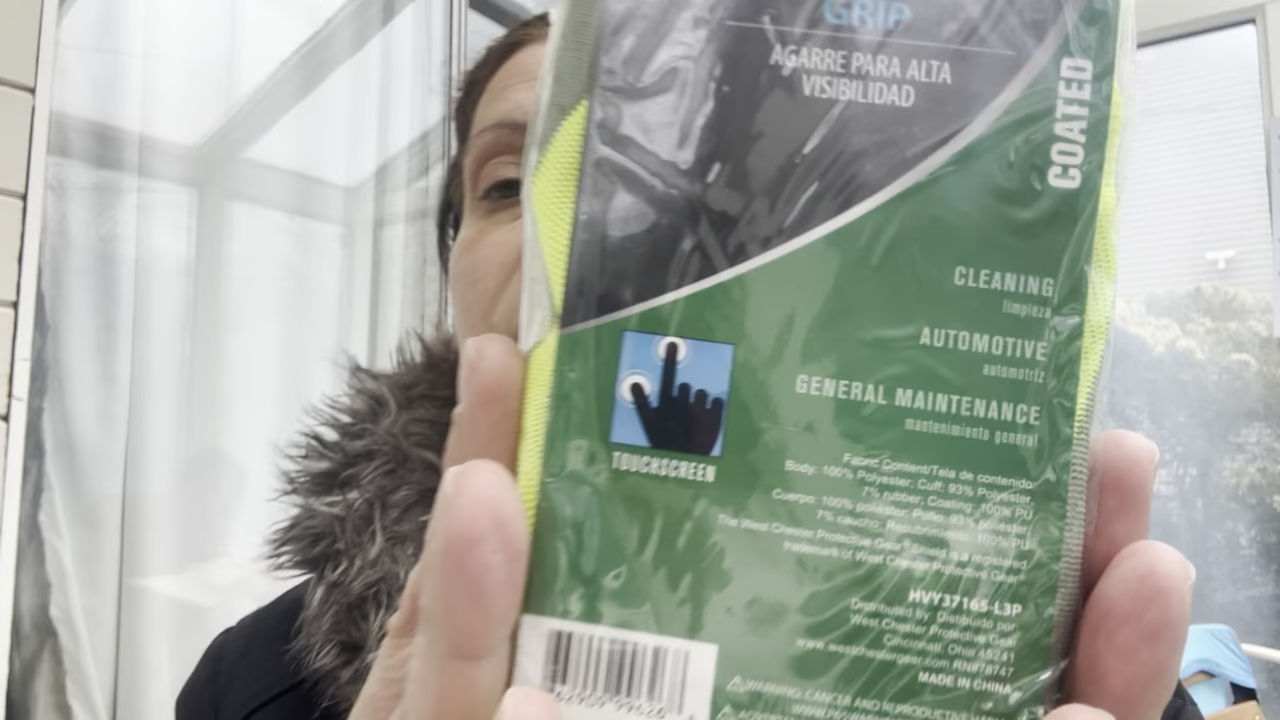 GRIP
AGARRE PARA ALTA
VISIBILIDAD
COATED
CLEANING
limpieza
AUTOMOTIVE
automotriz
GENERAL MAINTENANCE
mantenimiento general
TOUCHSCREEN
Fabric Content/Tela de contenido:
Body: 100% Polyester; Cuff: 93% Polyester,
7% rubber; Coating: 100% PU
Cuerpo: 100% poliéster; Puño: 93% poliéster
7% caucho; Recubrimiento: 100% PU
The West Chester Protective Gear® Shield is a registered
trademark of West Chester Protective Gear®
HVY37165-L3P
Distributed by Distribuido por
West Chester Protective Gear
Cincinnati, Ohio 45241
www.westchestergear.com RN#78747
MADE IN CHINA
WARNING: CANCER AND REPRODUCTIVE HARM